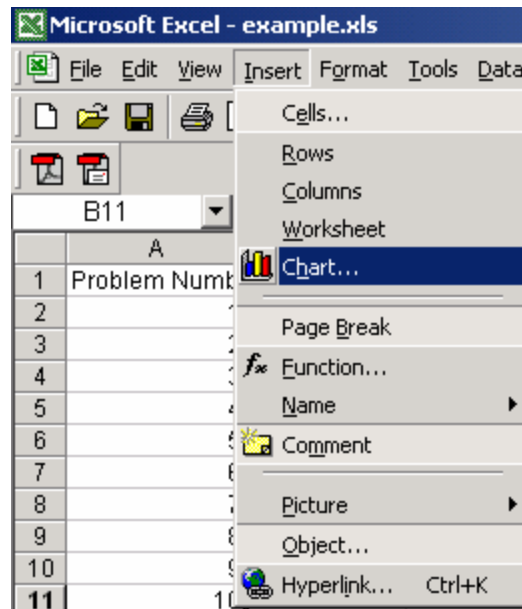 Microsoft Excel - example.xls
File Edit View Insert Format Tools Data
Cells...
Rows
B11 Columns
Worksheet
A
Chart...
1 Problem Numb
2
3 Page Break
4 Function...
5 Name
6 Comment
7
8 Picture
9 Object...
10
11 10 Hyperlink... Ctrl+K